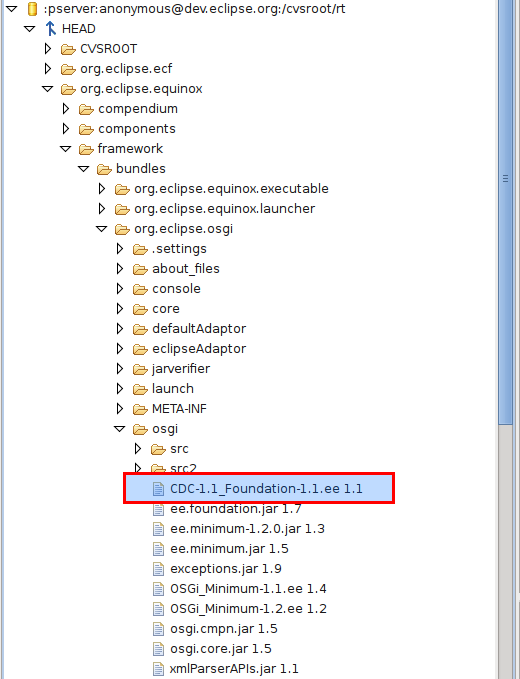 :pserver:anonymous@dev.eclipse.org:/cvsroot/rt
HEAD
CVSROOT
org.eclipse.ecf
org.eclipse.equinox
compendium
components
framework
bundles
org.eclipse.equinox.executable
org.eclipse.equinox.launcher
org.eclipse.osgi
.settings
about_files
console
core
defaultAdaptor
eclipseAdaptor
jarverifier
launch
META-INF
osgi
src
src2
CDC-1.1_Foundation-1.1.ee 1.1
ee.foundation.jar 1.7
ee.minimum-1.2.0.jar 1.3
ee.minimum.jar 1.5
exceptions.jar 1.9
OSGi_Minimum-1.1.ee 1.4
OSGi_Minimum-1.2.ee 1.2
osgi.cmpn.jar 1.5
osgi.core.jar 1.5
xmlParserAPIs.jar 1.1